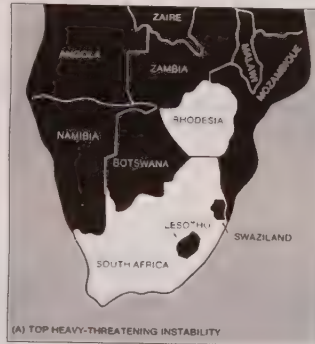 ZAIRE
ANGOLA
ZAMBIA
MALAWI
MOZAMBIQUE
RHODESIA
NAMIBIA
BOTSWANA
LESOTHO
SWAZILAND
SOUTH AFRICA
(A) TOP HEAVY-THREATENING INSTABILITY